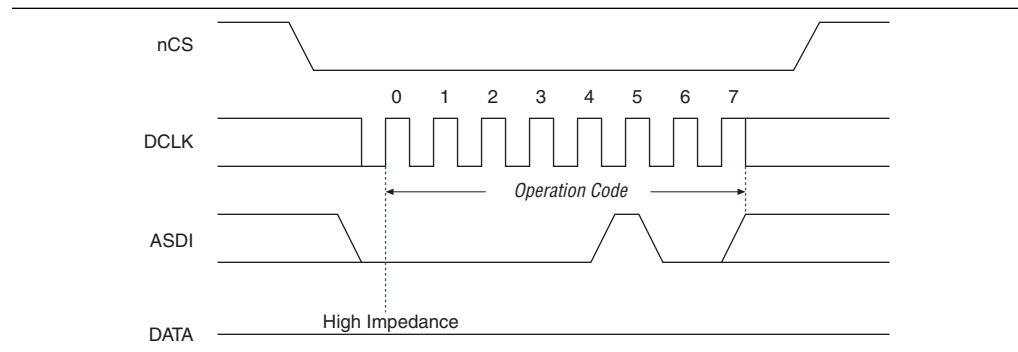 nCS
0 1 2 3 4 5 6 7
DCLK
Operation Code
ASDI
High Impedance
DATA